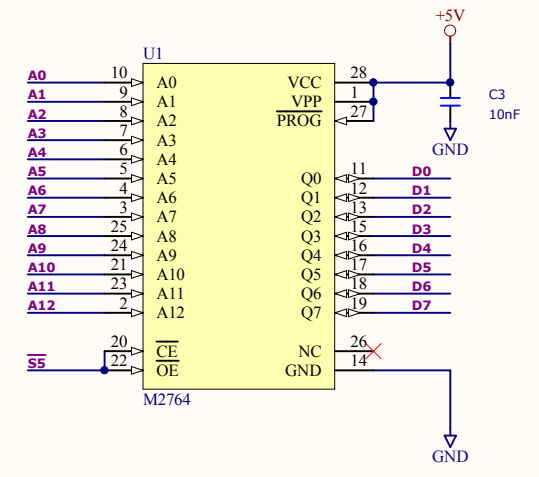 +5V
U1
A0 10 A0 VCC 28
A1 9 A1 VPP 1
A2 8 A2 PROG 27
C3
10nF
GND
A3 7 A3
A4 6 A4
A5 5 A5 Q0 11 D0
A6 4 A6 Q1 12 D1
A7 3 A7 Q2 13 D2
A8 25 A8 Q3 15 D3
A9 24 A9 Q4 16 D4
A10 21 A10 Q5 17 D5
A11 23 A11 Q6 18 D6
A12 2 A12 Q7 19 D7
20 CE NC 26
S5 22 OE GND 14
M2764
GND